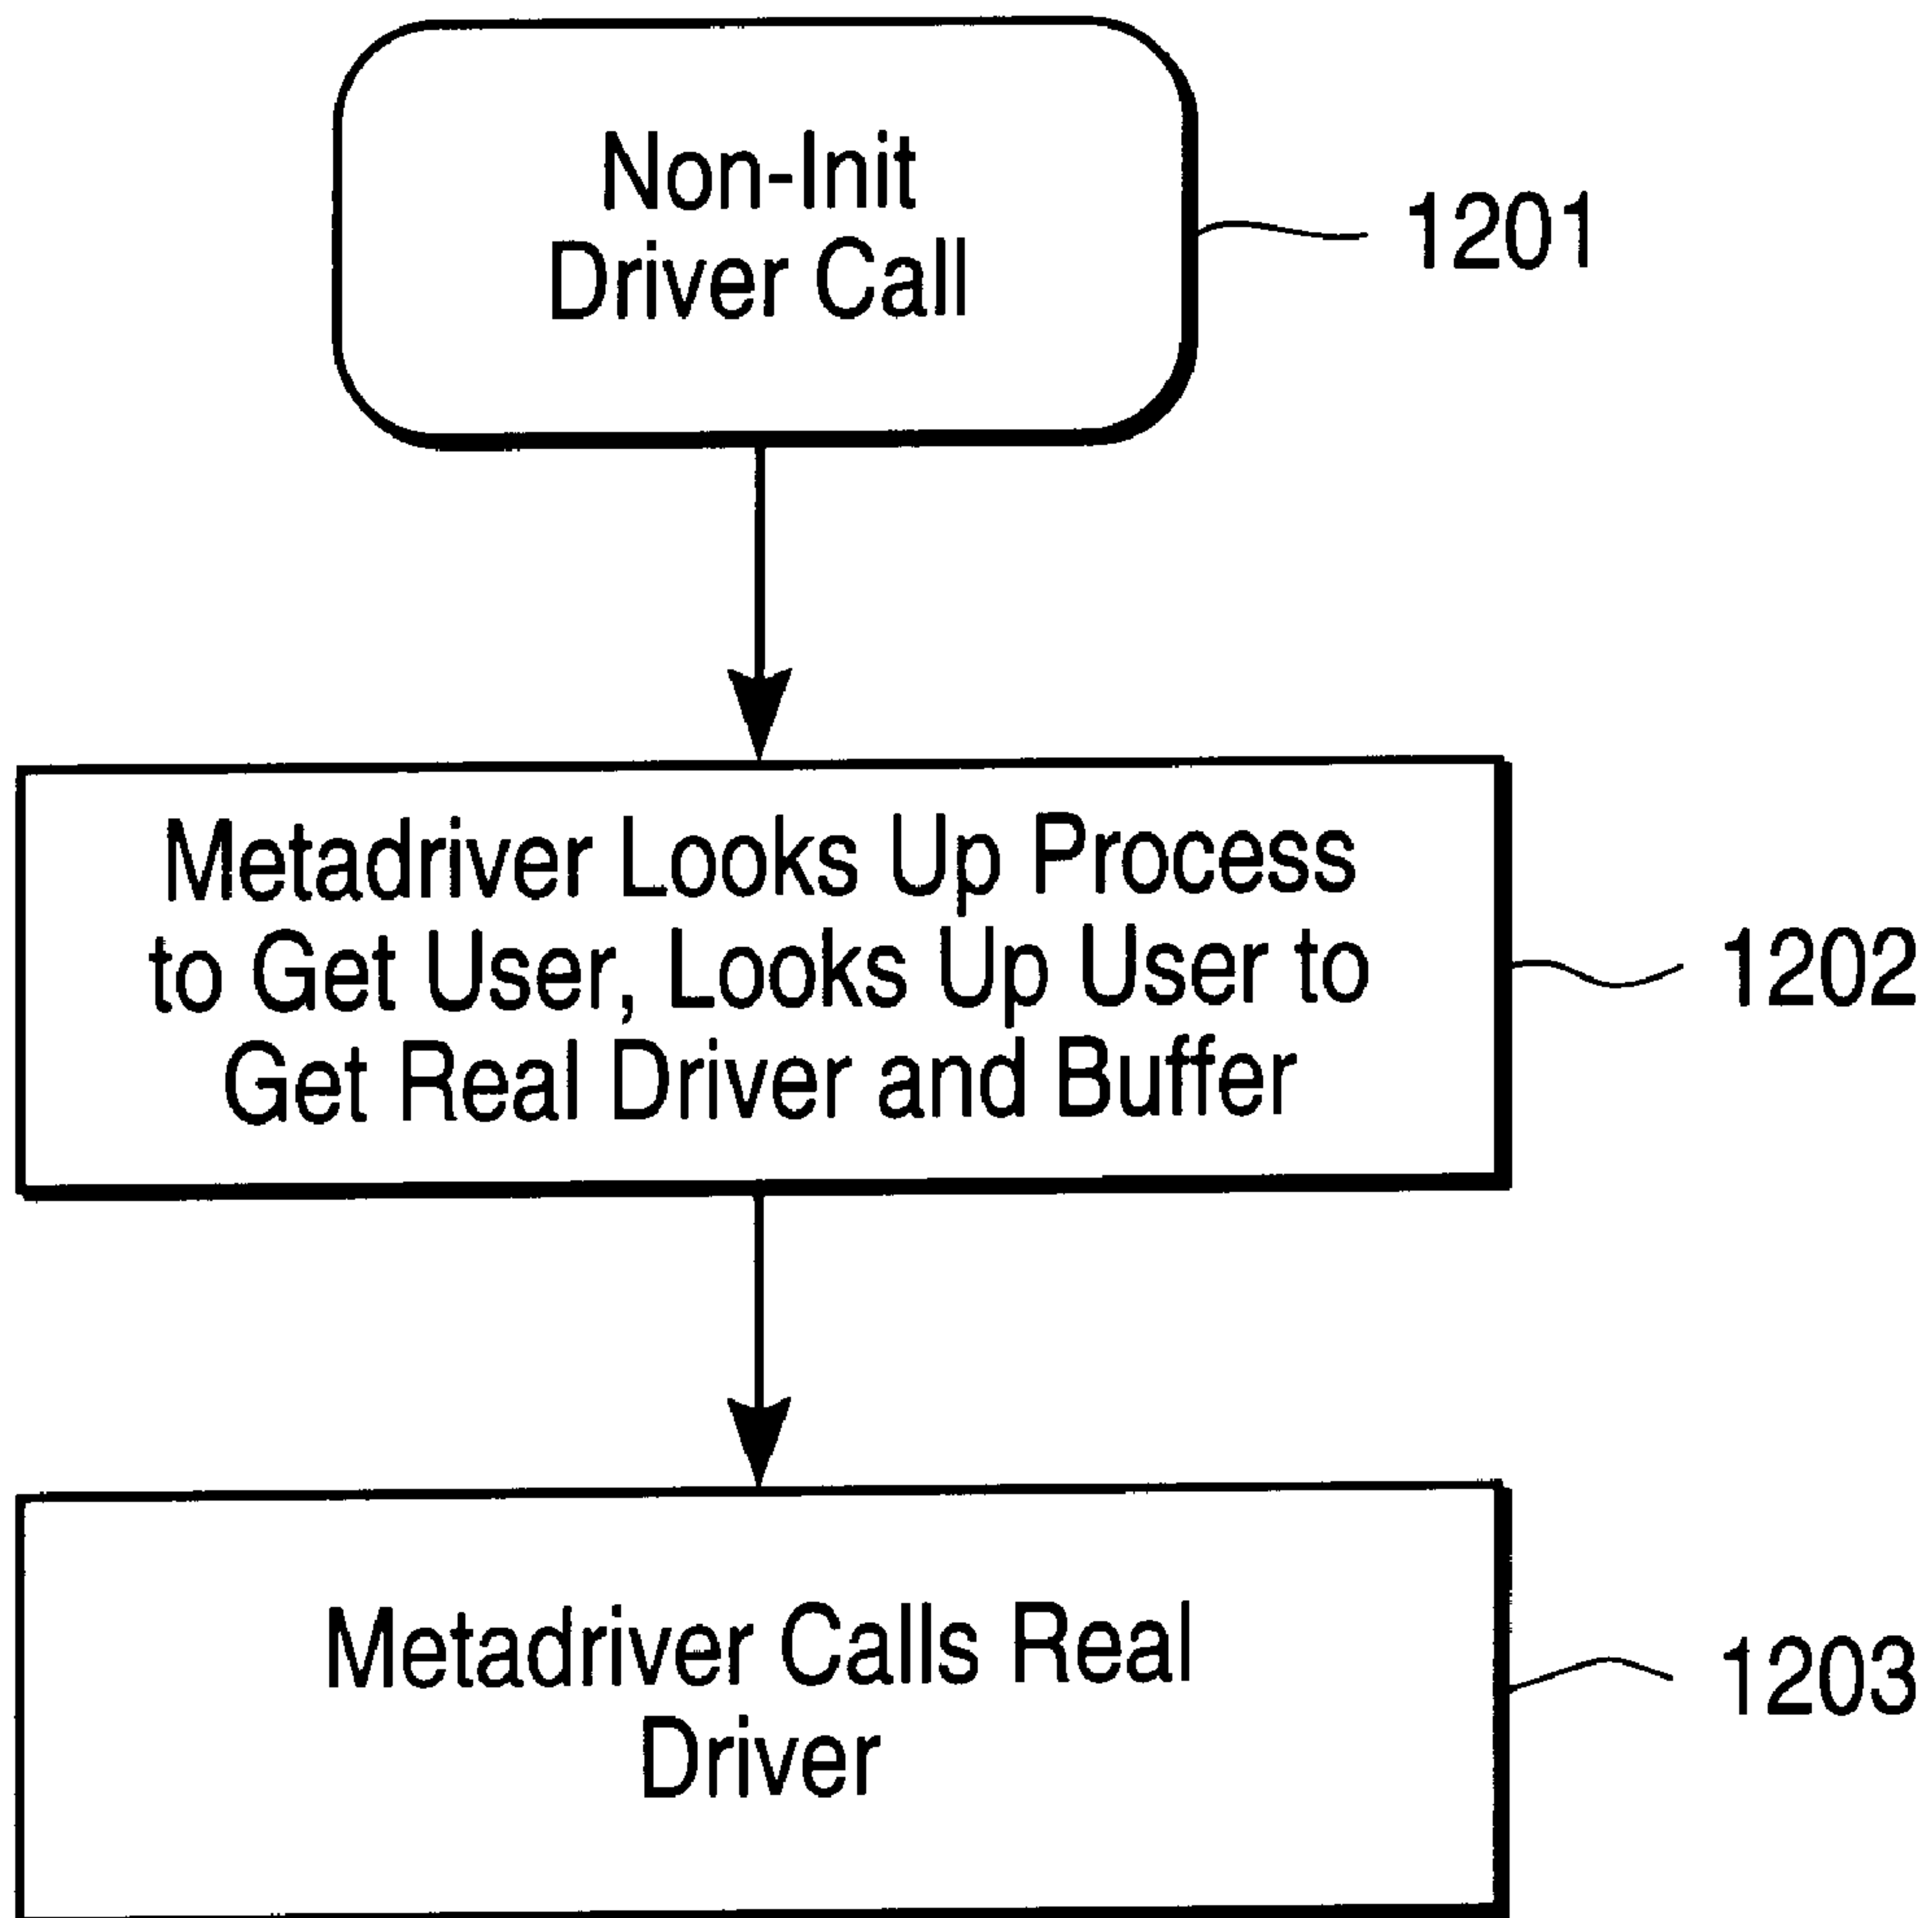 Non-Init
Driver Call
1201
Metadriver Looks Up Process
to Get User, Looks Up User to
Get Real Driver and Buffer
1202
Metadriver Calls Real
Driver
1203